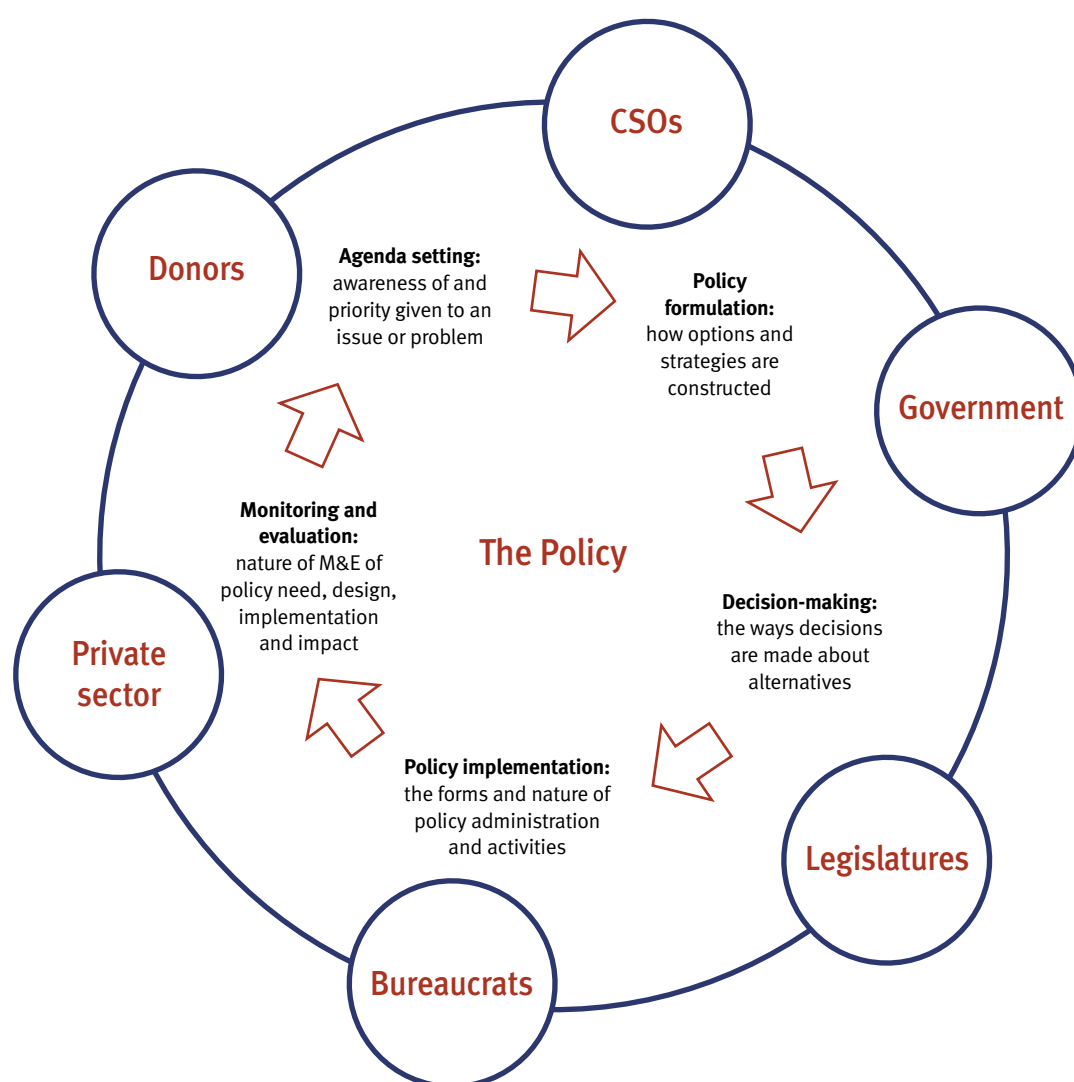 CSOs
Donors
Agenda setting:
awareness of and
priority given to an
issue or problem
Policy
formulation:
how options and
strategies are
constructed
Government
Monitoring and
evaluation:
nature of M&E of
policy need, design,
implementation
and impact
The Policy
Decision-making:
the ways decisions
are made about
alternatives
Private
sector
Policy implementation:
the forms and nature of
policy administration
and activities
Legislatures
Bureaucrats